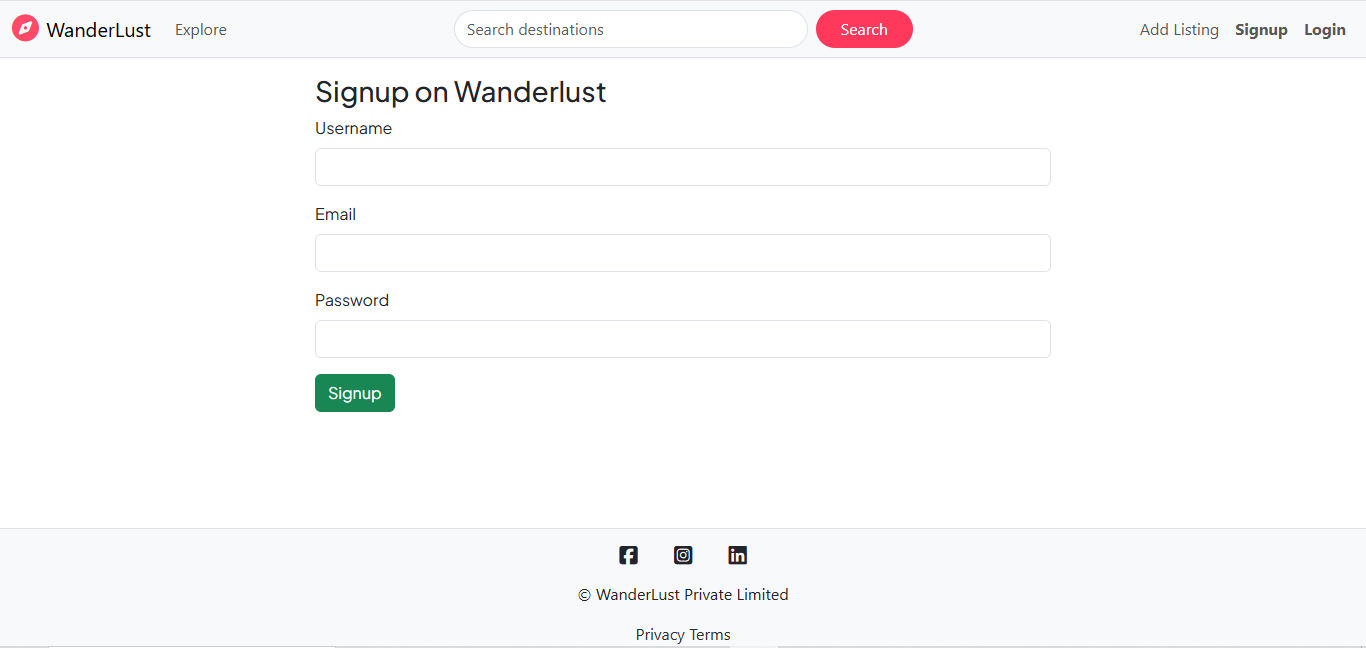 WanderLust Explore Search destinations Search Add Listing Signup Login
Signup on Wanderlust
Username
Email
Password
Signup
© WanderLust Private Limited
Privacy Terms